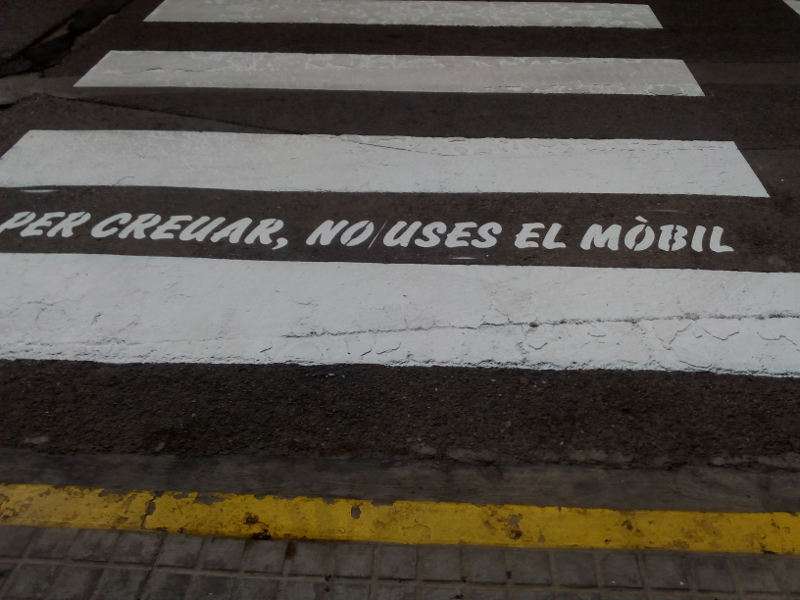 PER CREUAR, NO USES EL MÒBIL